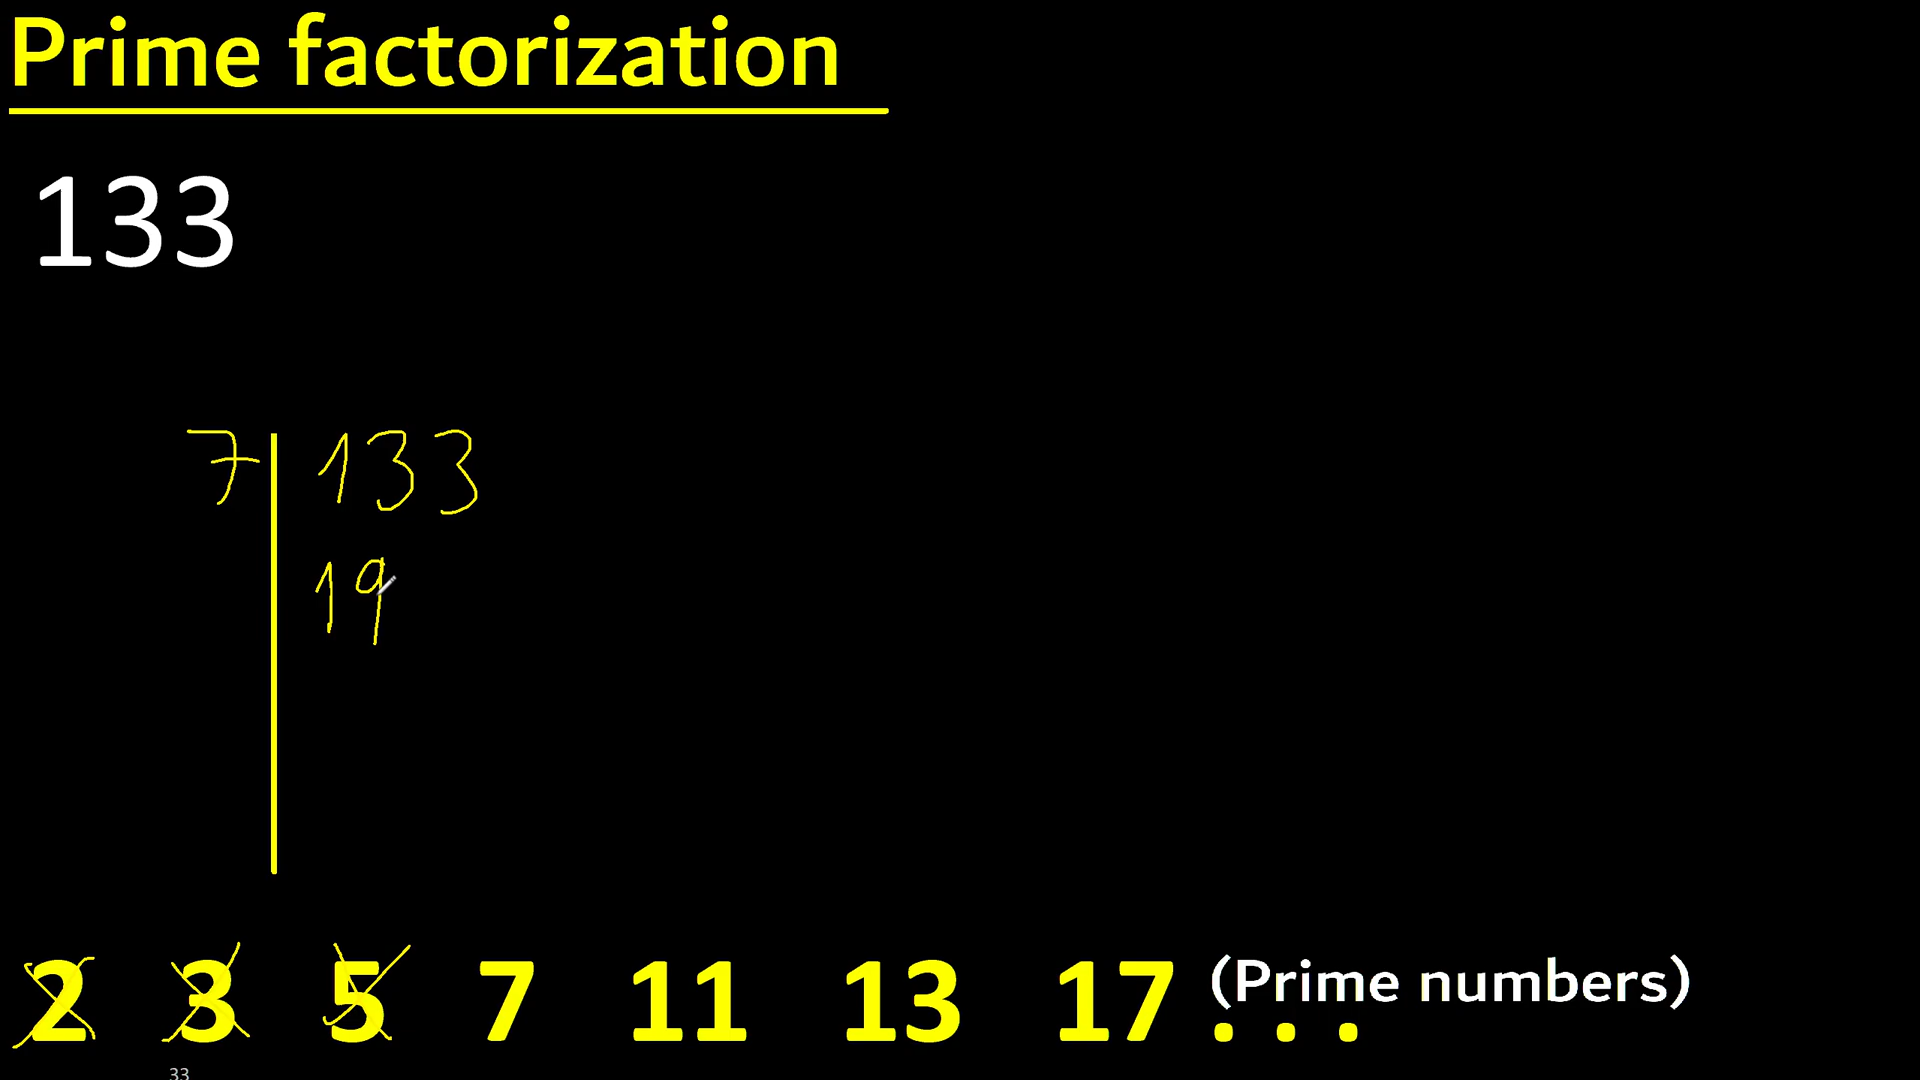 Prime factorization
133
7 133
19
2 3 5 7 11 13 17 . . . (Prime numbers)
33